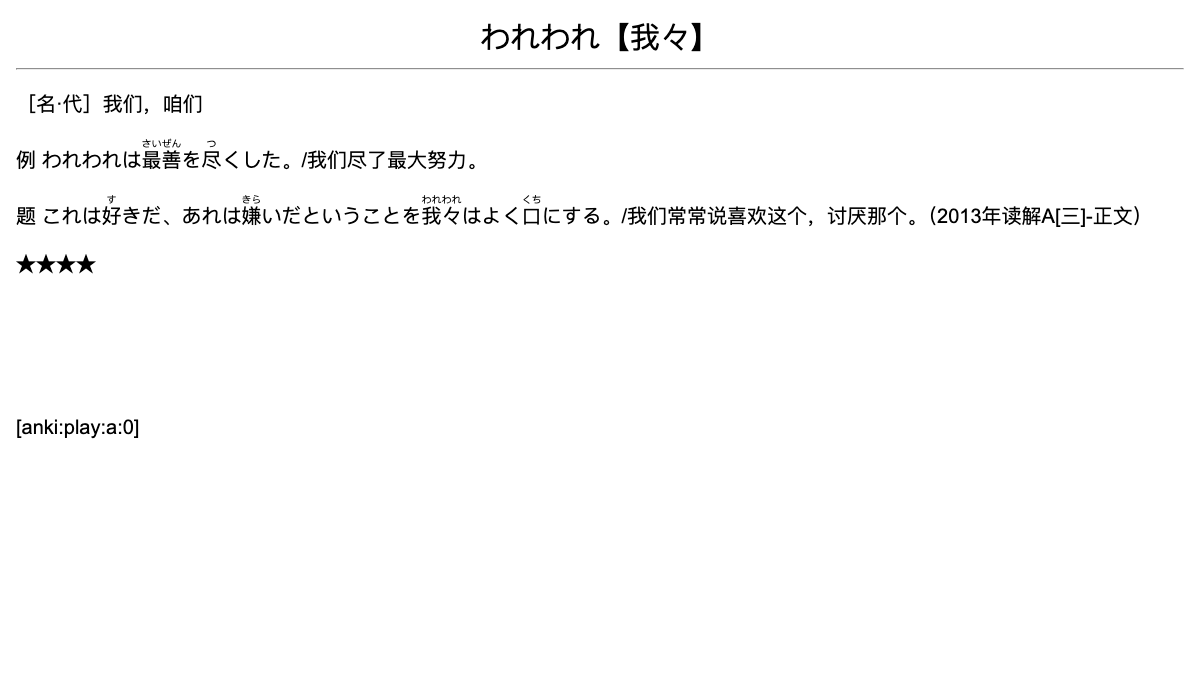 われわれ【我々】
［名·代］我们，咱们
例 われわれは最善を尽くした。/我们尽了最大努力。
さいぜん つ
题 これは好きだ、あれは嫌いだということを我々はよく口にする。/我们常常说喜欢这个，讨厌那个。（2013年读解A[三]-正文）
す きら われわれ くち
★★★★
[anki:play:a:0]